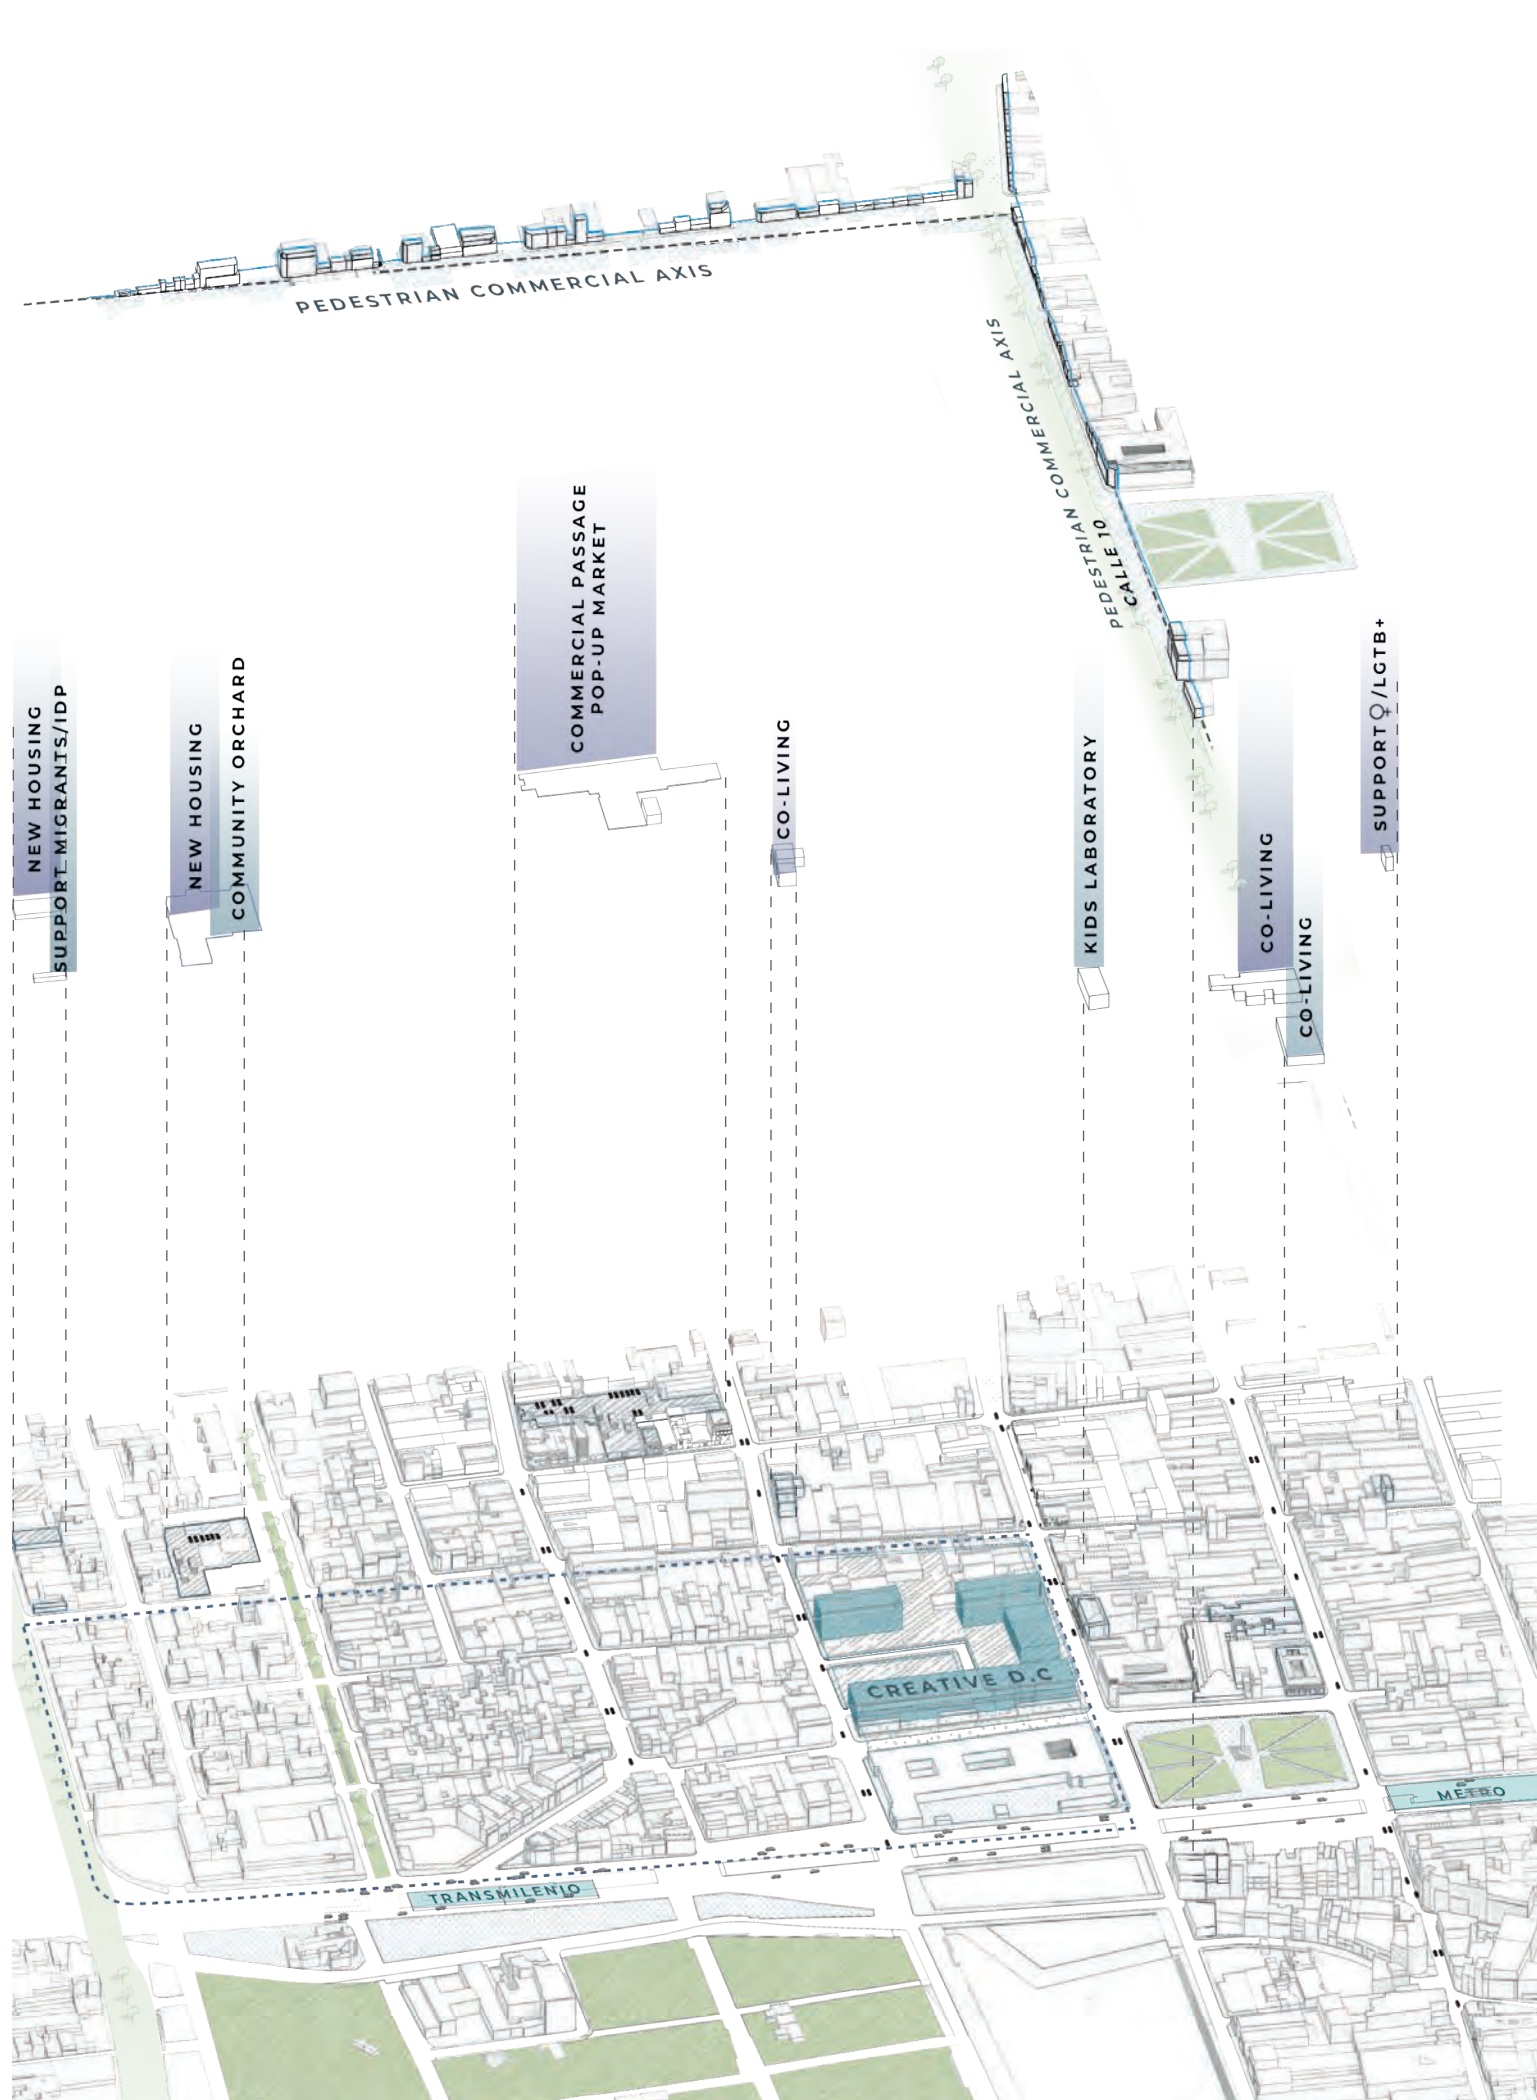 PEDESTRIAN COMMERCIAL AXIS
PEDESTRIAN COMMERCIAL AXIS
CALLE 10
NEW HOUSING
SUPPORT MIGRANTS/IDP
NEW HOUSING
COMMUNITY ORCHARD
COMMERCIAL PASSAGE
POP-UP MARKET
CO-LIVING
KIDS LABORATORY
CO-LIVING
CO-LIVING
SUPPORT♀/LGTB+
CREATIVE D.C
METRO
TRANSMILENIO